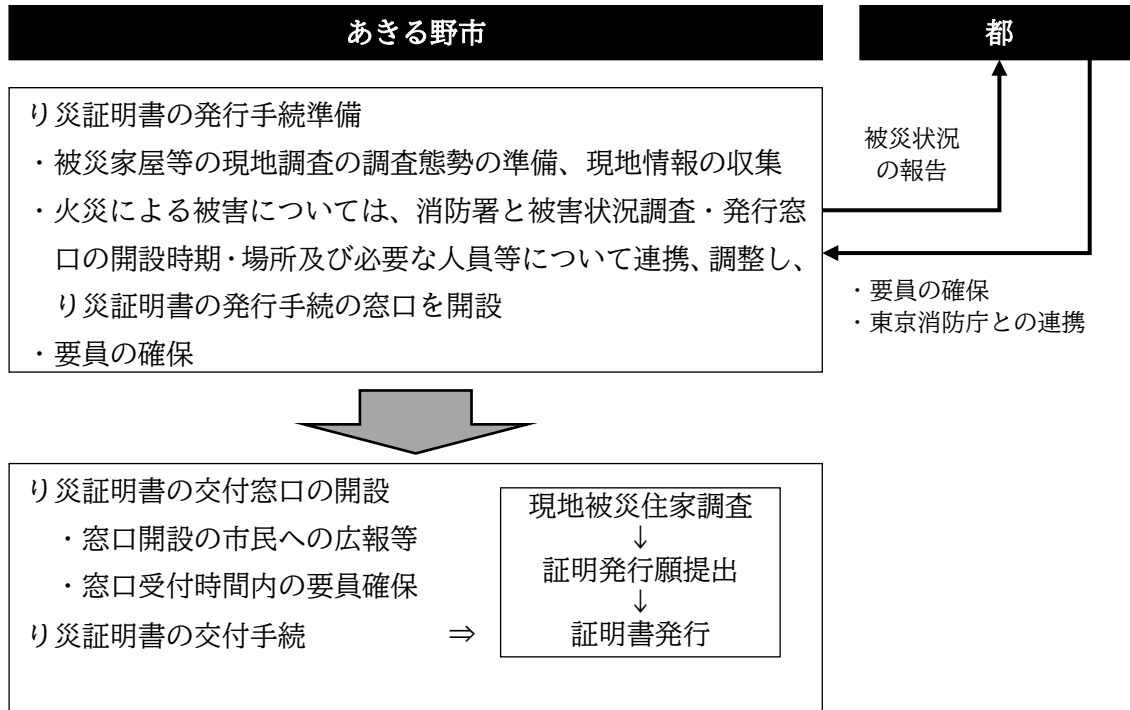 あきる野市
都
り災証明書の発行手続準備
・被災家屋等の現地調査の調査態勢の準備、現地情報の収集
・火災による被害については、消防署と被害状況調査・発行窓
口の開設時期・場所及び必要な人員等について連携、調整し、
り災証明書の発行手続の窓口を開設
・要員の確保
被災状況
の報告
・要員の確保
・東京消防庁との連携
り災証明書の交付窓口の開設
・窓口開設の市民への広報等
・窓口受付時間内の要員確保
り災証明書の交付手続 ⇒
現地被災住家調査
↓
証明発行願提出
↓
証明書発行